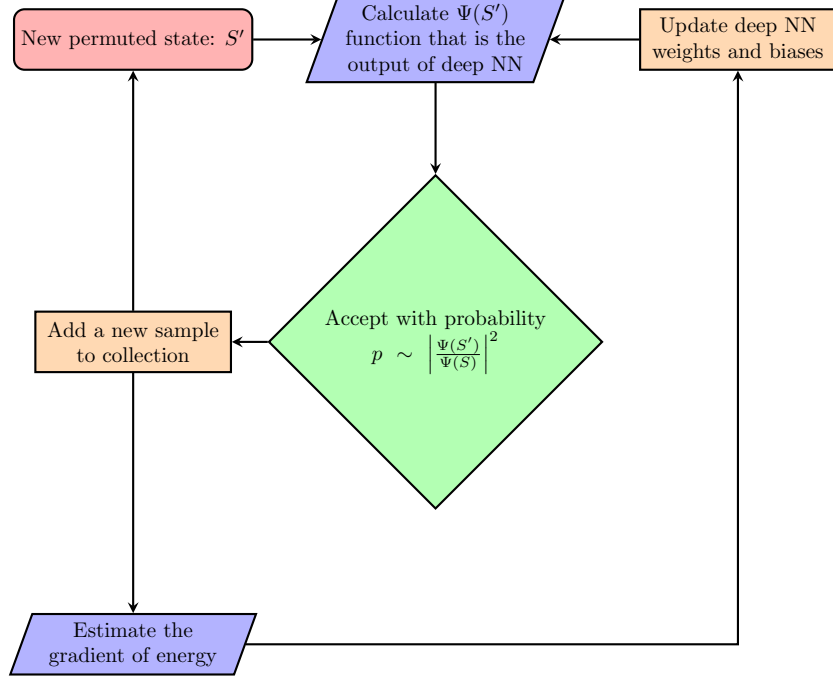 New permuted state: S′
Calculate Ψ(S′)
function that is the
output of deep NN
Update deep NN
weights and biases
Accept with probability
p ∼ |Ψ(S′)/Ψ(S)|²
Add a new sample
to collection
Estimate the
gradient of energy